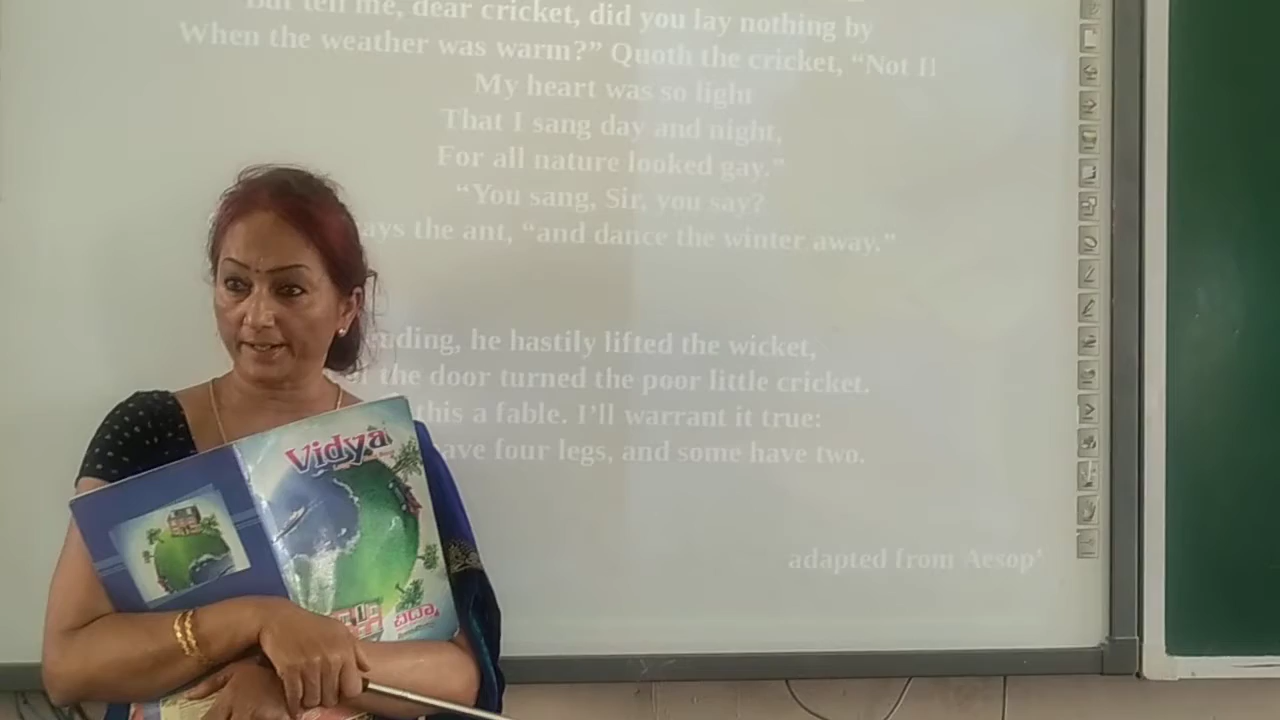 But tell me, dear cricket, did you lay nothing by
When the weather was warm?” Quoth the cricket, “Not I!
My heart was so light
That I sang day and night,
For all nature looked gay.”
“You sang, Sir, you say?
ays the ant, “and dance the winter away.”
nding, he hastily lifted the wicket,
the door turned the poor little cricket.
this a fable. I’ll warrant it true:
ave four legs, and some have two.
adapted from Aesop’
Vidya
ವಿದ್ಯಾ